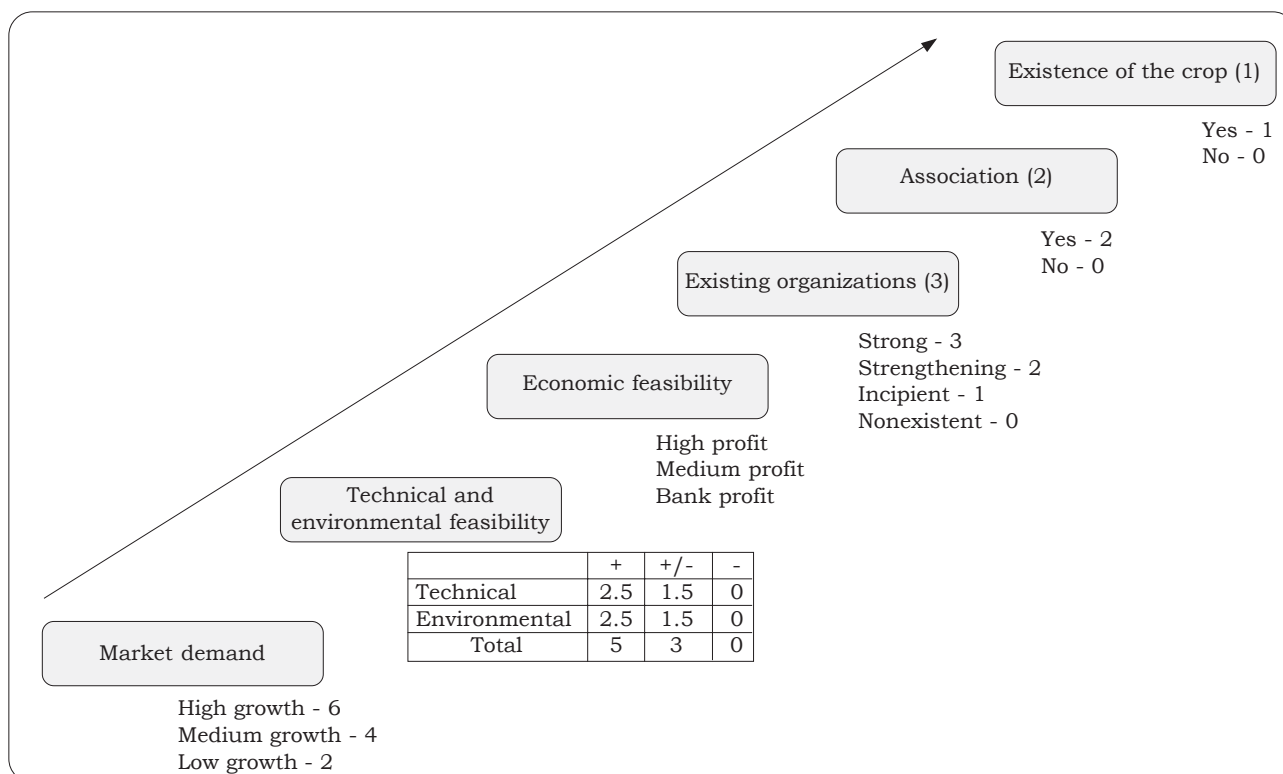 Existence of the crop (1)
Yes - 1
No - 0
Association (2)
Yes - 2
No - 0
Existing organizations (3)
Strong - 3
Strengthening - 2
Incipient - 1
Nonexistent - 0
Economic feasibility
High profit
Medium profit
Bank profit
Technical and
environmental feasibility
+ +/- -
Technical 2.5 1.5 0
Environmental 2.5 1.5 0
Total 5 3 0
Market demand
High growth - 6
Medium growth - 4
Low growth - 2